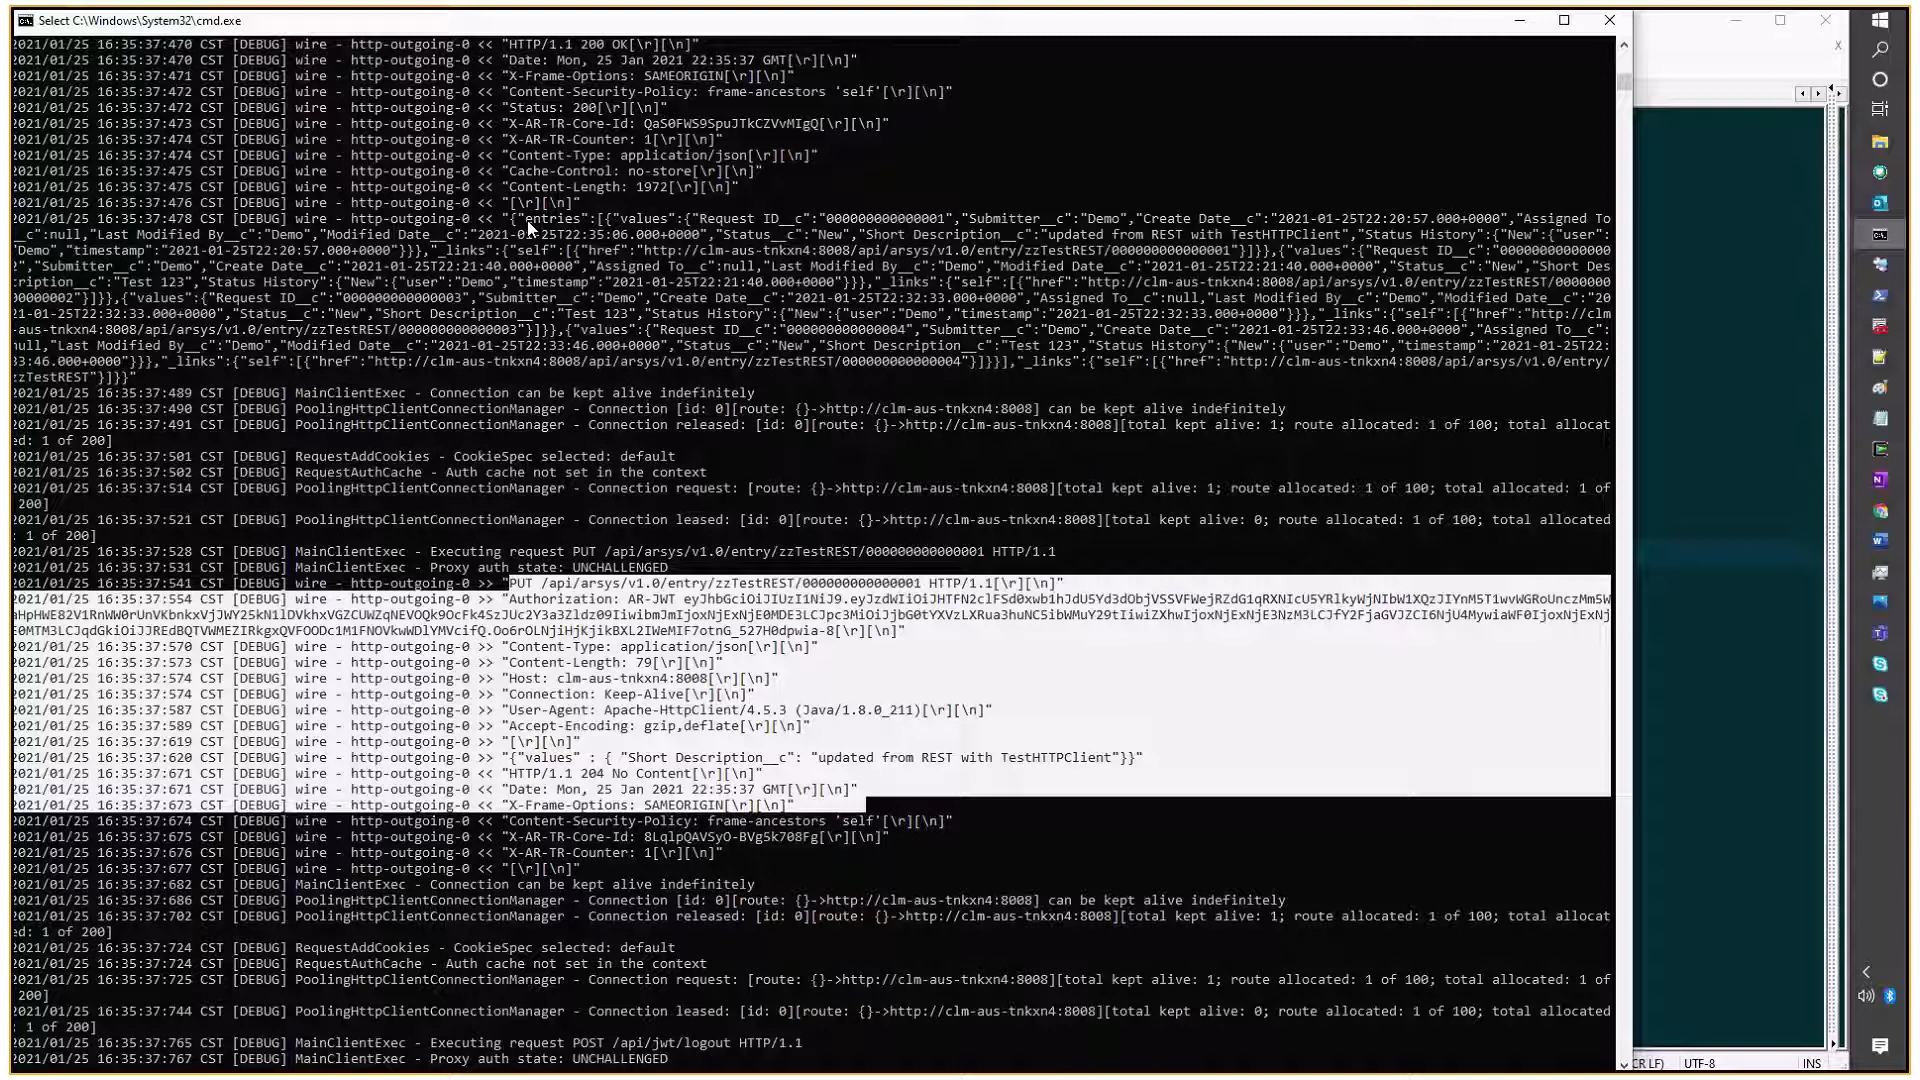 Select C:\Windows\System32\cmd.exe
2021/01/25 16:35:37:470 CST [DEBUG] wire - http-outgoing-0 << "HTTP/1.1 200 OK[\r][\n]"
2021/01/25 16:35:37:470 CST [DEBUG] wire - http-outgoing-0 << "Date: Mon, 25 Jan 2021 22:35:37 GMT[\r][\n]"
2021/01/25 16:35:37:471 CST [DEBUG] wire - http-outgoing-0 << "X-Frame-Options: SAMEORIGIN[\r][\n]"
2021/01/25 16:35:37:472 CST [DEBUG] wire - http-outgoing-0 << "Content-Security-Policy: frame-ancestors 'self'[\r][\n]"
2021/01/25 16:35:37:472 CST [DEBUG] wire - http-outgoing-0 << "Status: 200[\r][\n]"
2021/01/25 16:35:37:473 CST [DEBUG] wire - http-outgoing-0 << "X-AR-TR-Core-Id: QaS0FWS9SpuJTkCZVvMIgQ[\r][\n]"
2021/01/25 16:35:37:474 CST [DEBUG] wire - http-outgoing-0 << "X-AR-TR-Counter: 1[\r][\n]"
2021/01/25 16:35:37:474 CST [DEBUG] wire - http-outgoing-0 << "Content-Type: application/json[\r][\n]"
2021/01/25 16:35:37:475 CST [DEBUG] wire - http-outgoing-0 << "Cache-Control: no-store[\r][\n]"
2021/01/25 16:35:37:475 CST [DEBUG] wire - http-outgoing-0 << "Content-Length: 1972[\r][\n]"
2021/01/25 16:35:37:476 CST [DEBUG] wire - http-outgoing-0 << "[\r][\n]"
2021/01/25 16:35:37:478 CST [DEBUG] wire - http-outgoing-0 << "{"entries":[{"values":{"Request ID__c":"000000000000001","Submitter__c":"Demo","Create Date__c":"2021-01-25T22:20:57.000+0000","Assigned To
__c":null,"Last Modified By__c":"Demo","Modified Date__c":"2021-01-25T22:35:06.000+0000","Status__c":"New","Short Description__c":"updated from REST with TestHTTPClient","Status History":{"New":{"user":
"Demo","timestamp":"2021-01-25T22:20:57.000+0000"}}},"_links":{"self":[{"href":"http://clm-aus-tnkxn4:8008/api/arsys/v1.0/entry/zzTestREST/000000000000001"}]}},{"values":{"Request ID__c":"00000000000000
2","Submitter__c":"Demo","Create Date__c":"2021-01-25T22:21:40.000+0000","Assigned To__c":null,"Last Modified By__c":"Demo","Modified Date__c":"2021-01-25T22:21:40.000+0000","Status__c":"New","Short Des
cription__c":"Test 123","Status History":{"New":{"user":"Demo","timestamp":"2021-01-25T22:21:40.000+0000"}}},"_links":{"self":[{"href":"http://clm-aus-tnkxn4:8008/api/arsys/v1.0/entry/zzTestREST/0000000
00000002"}]}},{"values":{"Request ID__c":"000000000000003","Submitter__c":"Demo","Create Date__c":"2021-01-25T22:32:33.000+0000","Assigned To__c":null,"Last Modified By__c":"Demo","Modified Date__c":"20
21-01-25T22:32:33.000+0000","Status__c":"New","Short Description__c":"Test 123","Status History":{"New":{"user":"Demo","timestamp":"2021-01-25T22:32:33.000+0000"}}},"_links":{"self":[{"href":"http://clm
-aus-tnkxn4:8008/api/arsys/v1.0/entry/zzTestREST/000000000000003"}]}},{"values":{"Request ID__c":"000000000000004","Submitter__c":"Demo","Create Date__c":"2021-01-25T22:33:46.000+0000","Assigned To__c":
null,"Last Modified By__c":"Demo","Modified Date__c":"2021-01-25T22:33:46.000+0000","Status__c":"New","Short Description__c":"Test 123","Status History":{"New":{"user":"Demo","timestamp":"2021-01-25T22:
33:46.000+0000"}}},"_links":{"self":[{"href":"http://clm-aus-tnkxn4:8008/api/arsys/v1.0/entry/zzTestREST/000000000000004"}]}}],"_links":{"self":[{"href":"http://clm-aus-tnkxn4:8008/api/arsys/v1.0/entry/
zzTestREST"}]}}"
2021/01/25 16:35:37:489 CST [DEBUG] MainClientExec - Connection can be kept alive indefinitely
2021/01/25 16:35:37:490 CST [DEBUG] PoolingHttpClientConnectionManager - Connection [id: 0][route: {}->http://clm-aus-tnkxn4:8008] can be kept alive indefinitely
2021/01/25 16:35:37:491 CST [DEBUG] PoolingHttpClientConnectionManager - Connection released: [id: 0][route: {}->http://clm-aus-tnkxn4:8008][total kept alive: 1; route allocated: 1 of 100; total allocat
ed: 1 of 200]
2021/01/25 16:35:37:501 CST [DEBUG] RequestAddCookies - CookieSpec selected: default
2021/01/25 16:35:37:502 CST [DEBUG] RequestAuthCache - Auth cache not set in the context
2021/01/25 16:35:37:514 CST [DEBUG] PoolingHttpClientConnectionManager - Connection request: [route: {}->http://clm-aus-tnkxn4:8008][total kept alive: 1; route allocated: 1 of 100; total allocated: 1 of
200]
2021/01/25 16:35:37:521 CST [DEBUG] PoolingHttpClientConnectionManager - Connection leased: [id: 0][route: {}->http://clm-aus-tnkxn4:8008][total kept alive: 0; route allocated: 1 of 100; total allocated
: 1 of 200]
2021/01/25 16:35:37:528 CST [DEBUG] MainClientExec - Executing request PUT /api/arsys/v1.0/entry/zzTestREST/000000000000001 HTTP/1.1
2021/01/25 16:35:37:531 CST [DEBUG] MainClientExec - Proxy auth state: UNCHALLENGED
2021/01/25 16:35:37:541 CST [DEBUG] wire - http-outgoing-0 >> "PUT /api/arsys/v1.0/entry/zzTestREST/000000000000001 HTTP/1.1[\r][\n]"
2021/01/25 16:35:37:554 CST [DEBUG] wire - http-outgoing-0 >> "Authorization: AR-JWT
2021/01/25 16:35:37:570 CST [DEBUG] wire - http-outgoing-0 >> "Content-Type: application/json[\r][\n]"
2021/01/25 16:35:37:573 CST [DEBUG] wire - http-outgoing-0 >> "Content-Length: 79[\r][\n]"
2021/01/25 16:35:37:574 CST [DEBUG] wire - http-outgoing-0 >> "Host: clm-aus-tnkxn4:8008[\r][\n]"
2021/01/25 16:35:37:574 CST [DEBUG] wire - http-outgoing-0 >> "Connection: Keep-Alive[\r][\n]"
2021/01/25 16:35:37:587 CST [DEBUG] wire - http-outgoing-0 >> "User-Agent: Apache-HttpClient/4.5.3 (Java/1.8.0_211)[\r][\n]"
2021/01/25 16:35:37:589 CST [DEBUG] wire - http-outgoing-0 >> "Accept-Encoding: gzip,deflate[\r][\n]"
2021/01/25 16:35:37:619 CST [DEBUG] wire - http-outgoing-0 >> "[\r][\n]"
2021/01/25 16:35:37:620 CST [DEBUG] wire - http-outgoing-0 >> "{"values" : { "Short Description__c": "updated from REST with TestHTTPClient"}}"
2021/01/25 16:35:37:671 CST [DEBUG] wire - http-outgoing-0 << "HTTP/1.1 204 No Content[\r][\n]"
2021/01/25 16:35:37:671 CST [DEBUG] wire - http-outgoing-0 << "Date: Mon, 25 Jan 2021 22:35:37 GMT[\r][\n]"
2021/01/25 16:35:37:673 CST [DEBUG] wire - http-outgoing-0 << "X-Frame-Options: SAMEORIGIN[\r][\n]"
2021/01/25 16:35:37:674 CST [DEBUG] wire - http-outgoing-0 << "Content-Security-Policy: frame-ancestors 'self'[\r][\n]"
2021/01/25 16:35:37:675 CST [DEBUG] wire - http-outgoing-0 << "X-AR-TR-Core-Id: 8LqlpQAVSyO-BVg5k708Fg[\r][\n]"
2021/01/25 16:35:37:676 CST [DEBUG] wire - http-outgoing-0 << "X-AR-TR-Counter: 1[\r][\n]"
2021/01/25 16:35:37:677 CST [DEBUG] wire - http-outgoing-0 << "[\r][\n]"
2021/01/25 16:35:37:682 CST [DEBUG] MainClientExec - Connection can be kept alive indefinitely
2021/01/25 16:35:37:686 CST [DEBUG] PoolingHttpClientConnectionManager - Connection [id: 0][route: {}->http://clm-aus-tnkxn4:8008] can be kept alive indefinitely
2021/01/25 16:35:37:702 CST [DEBUG] PoolingHttpClientConnectionManager - Connection released: [id: 0][route: {}->http://clm-aus-tnkxn4:8008][total kept alive: 1; route allocated: 1 of 100; total allocat
ed: 1 of 200]
2021/01/25 16:35:37:724 CST [DEBUG] RequestAddCookies - CookieSpec selected: default
2021/01/25 16:35:37:724 CST [DEBUG] RequestAuthCache - Auth cache not set in the context
2021/01/25 16:35:37:725 CST [DEBUG] PoolingHttpClientConnectionManager - Connection request: [route: {}->http://clm-aus-tnkxn4:8008][total kept alive: 1; route allocated: 1 of 100; total allocated: 1 of
200]
2021/01/25 16:35:37:744 CST [DEBUG] PoolingHttpClientConnectionManager - Connection leased: [id: 0][route: {}->http://clm-aus-tnkxn4:8008][total kept alive: 0; route allocated: 1 of 100; total allocated
: 1 of 200]
2021/01/25 16:35:37:765 CST [DEBUG] MainClientExec - Executing request POST /api/jwt/logout HTTP/1.1
2021/01/25 16:35:37:767 CST [DEBUG] MainClientExec - Proxy auth state: UNCHALLENGED
CR LF) UTF-8 INS